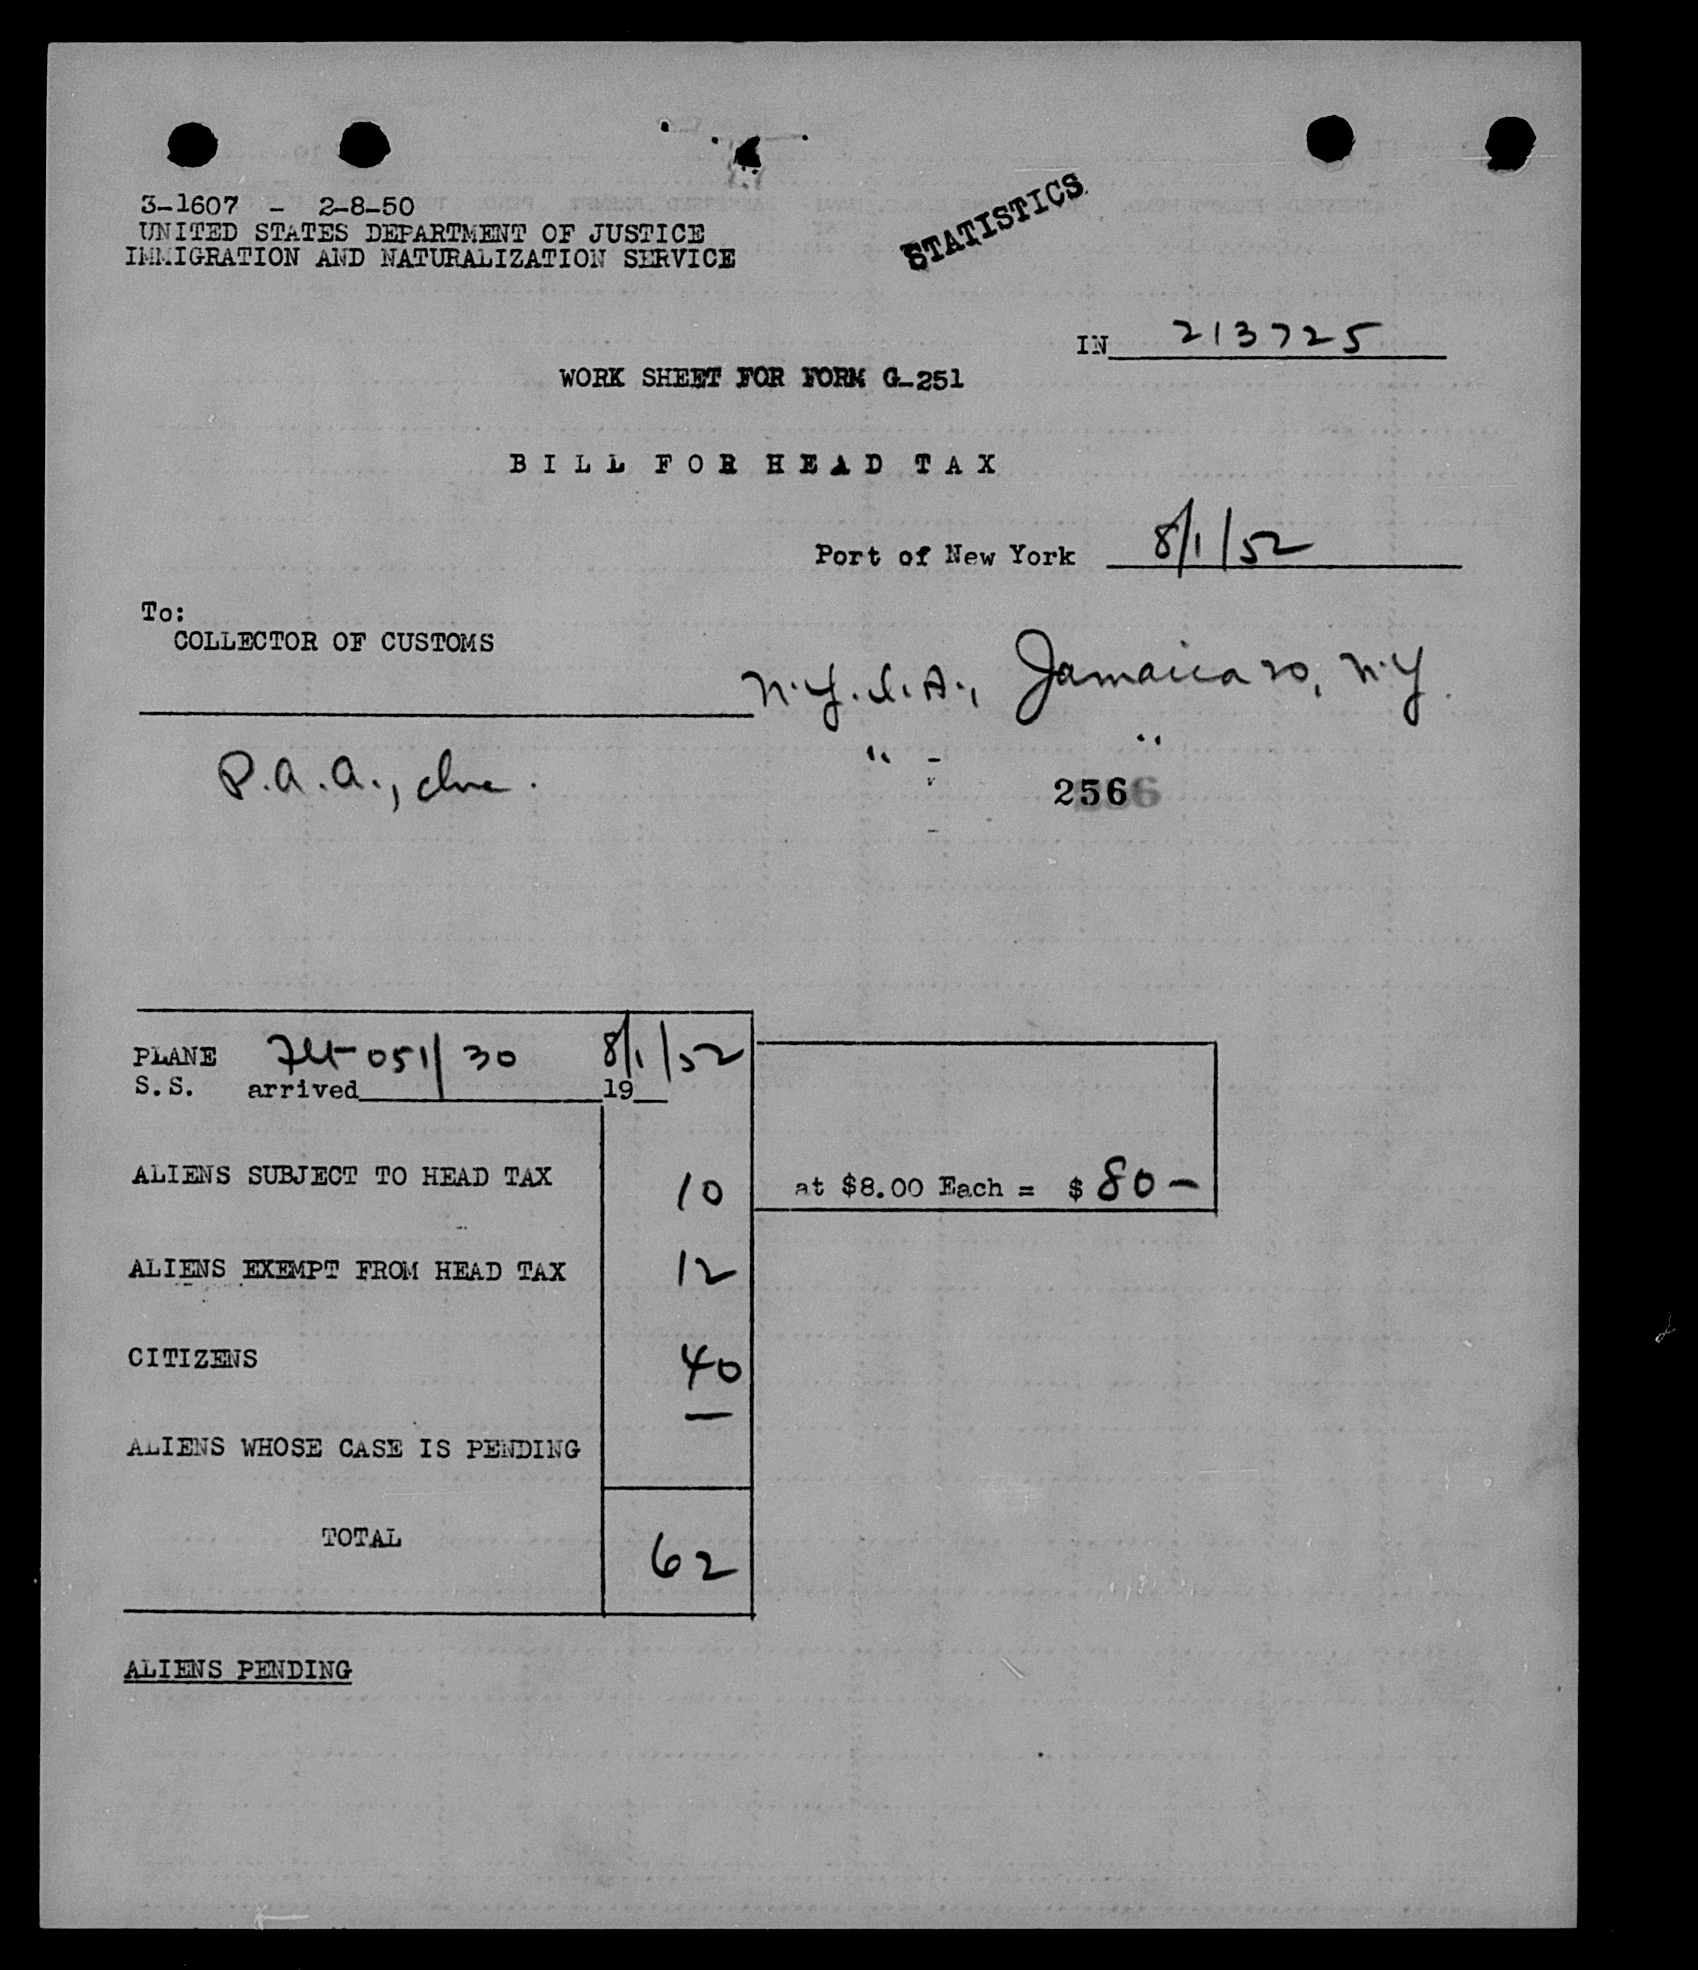 3-1607 - 2-8-50
UNITED STATES DEPARTMENT OF JUSTICE
IMMIGRATION AND NATURALIZATION SERVICE
STATISTICS
IN 213725
WORK SHEET FOR FORM G-251
BILL FOR HEAD TAX
Port of New York 8/1/52
To:
COLLECTOR OF CUSTOMS
N.Y.I.A., Jamaica 20, N.Y.
P.A.A., Inc. " "
256
PLANE Flt 051/30 8/1/52
S.S. arrived 19
ALIENS SUBJECT TO HEAD TAX 10 at $8.00 Each = $ 80 -
ALIENS EXEMPT FROM HEAD TAX 12
CITIZENS 40
ALIENS WHOSE CASE IS PENDING —
TOTAL 62
ALIENS PENDING